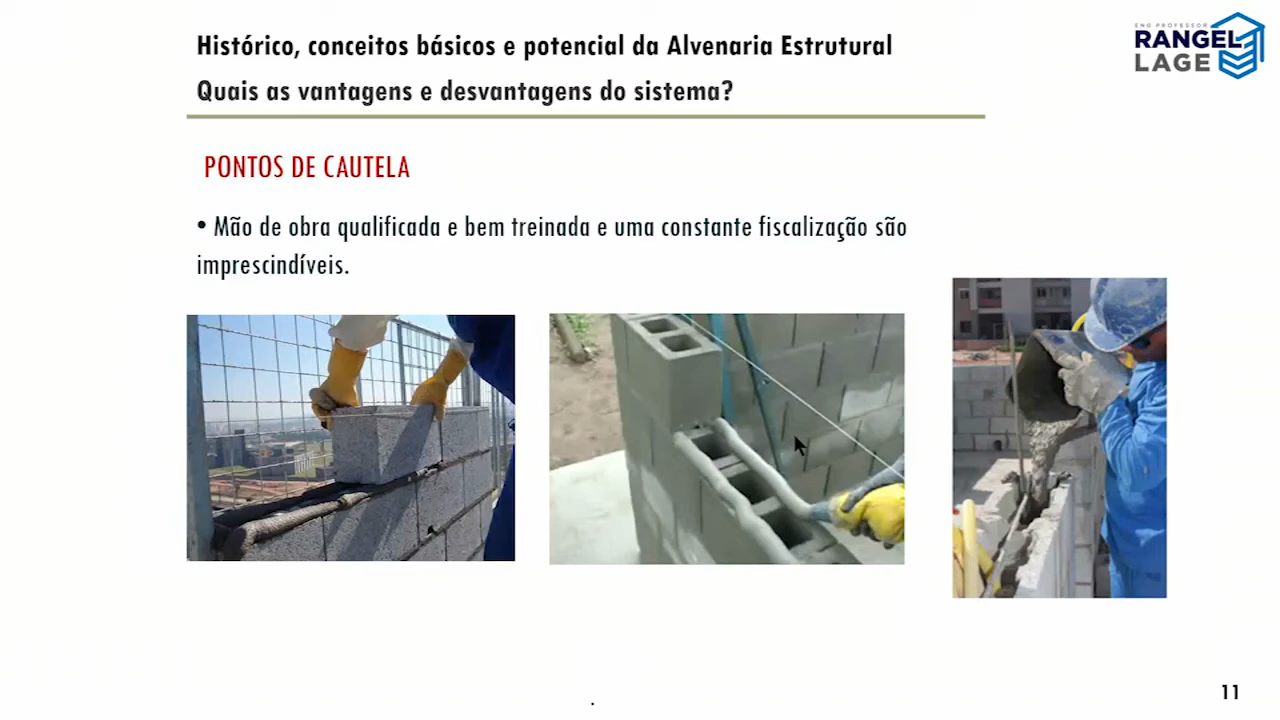 Histórico, conceitos básicos e potencial da Alvenaria Estrutural
ENG PROFESSOR
RANGEL
LAGE
Quais as vantagens e desvantagens do sistema?
PONTOS DE CAUTELA
• Mão de obra qualificada e bem treinada e uma constante fiscalização são
imprescindíveis.
11
.